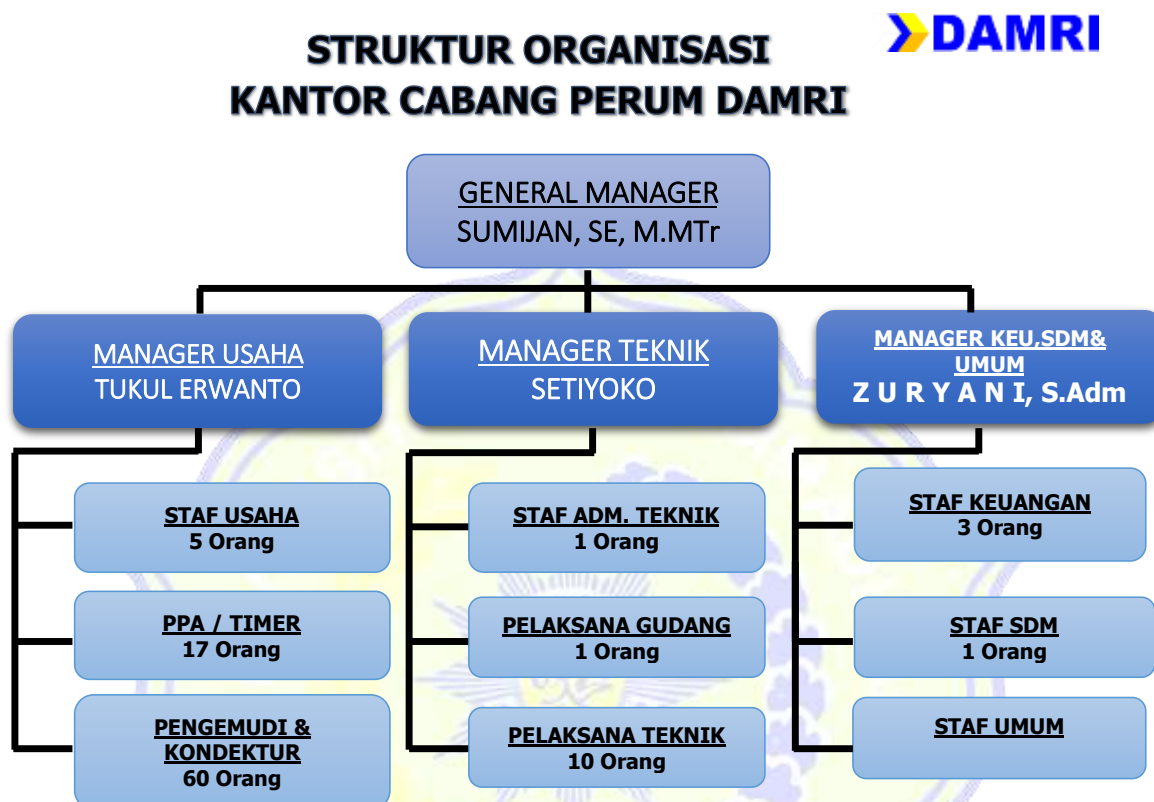 DAMRI
STRUKTUR ORGANISASI
KANTOR CABANG PERUM DAMRI
GENERAL MANAGER
SUMIJAN, SE, M.MTr
MANAGER USAHA
TUKUL ERWANTO
MANAGER TEKNIK
SETIYOKO
MANAGER KEU,SDM&
UMUM
Z U R Y A N I, S.Adm
STAF USAHA
5 Orang
PPA / TIMER
17 Orang
PENGEMUDI &
KONDEKTUR
60 Orang
STAF ADM. TEKNIK
1 Orang
PELAKSANA GUDANG
1 Orang
PELAKSANA TEKNIK
10 Orang
STAF KEUANGAN
3 Orang
STAF SDM
1 Orang
STAF UMUM